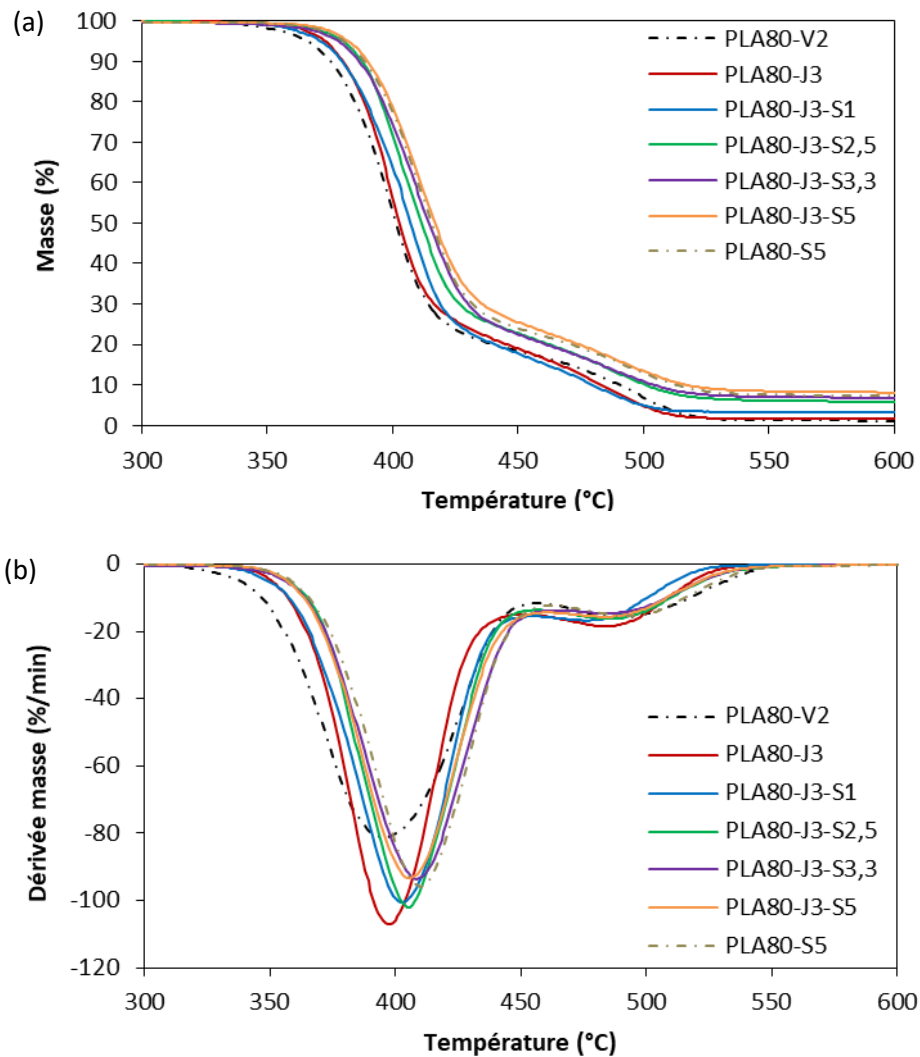 (a)
100
90
80
70
60
50
40
30
20
10
0
Masse (%)
300 350 400 450 500 550 600
Température (°C)
PLA80-V2
PLA80-J3
PLA80-J3-S1
PLA80-J3-S2,5
PLA80-J3-S3,3
PLA80-J3-S5
PLA80-S5
(b)
0
-20
-40
-60
-80
-100
-120
Dérivée masse (%/min)
300 350 400 450 500 550 600
Température (°C)
PLA80-V2
PLA80-J3
PLA80-J3-S1
PLA80-J3-S2,5
PLA80-J3-S3,3
PLA80-J3-S5
PLA80-S5